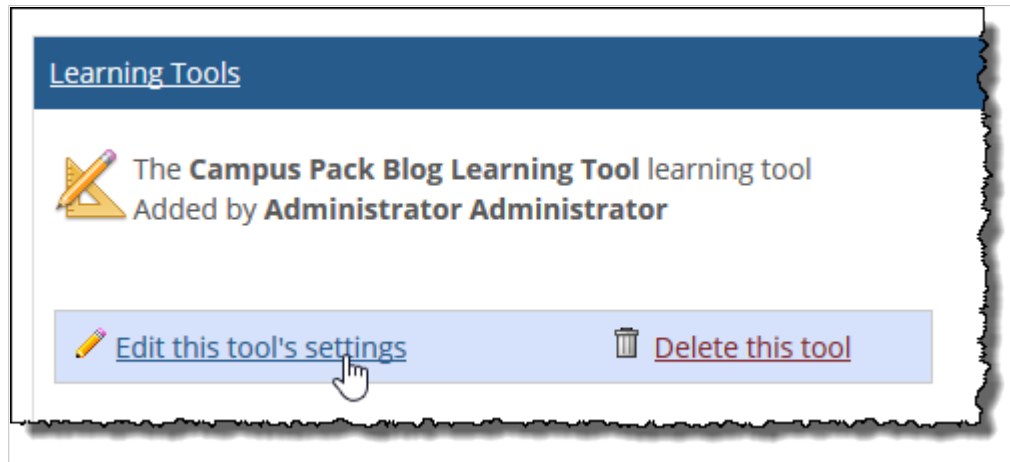 Learning Tools
The Campus Pack Blog Learning Tool learning tool
Added by Administrator Administrator
Edit this tool's settings Delete this tool